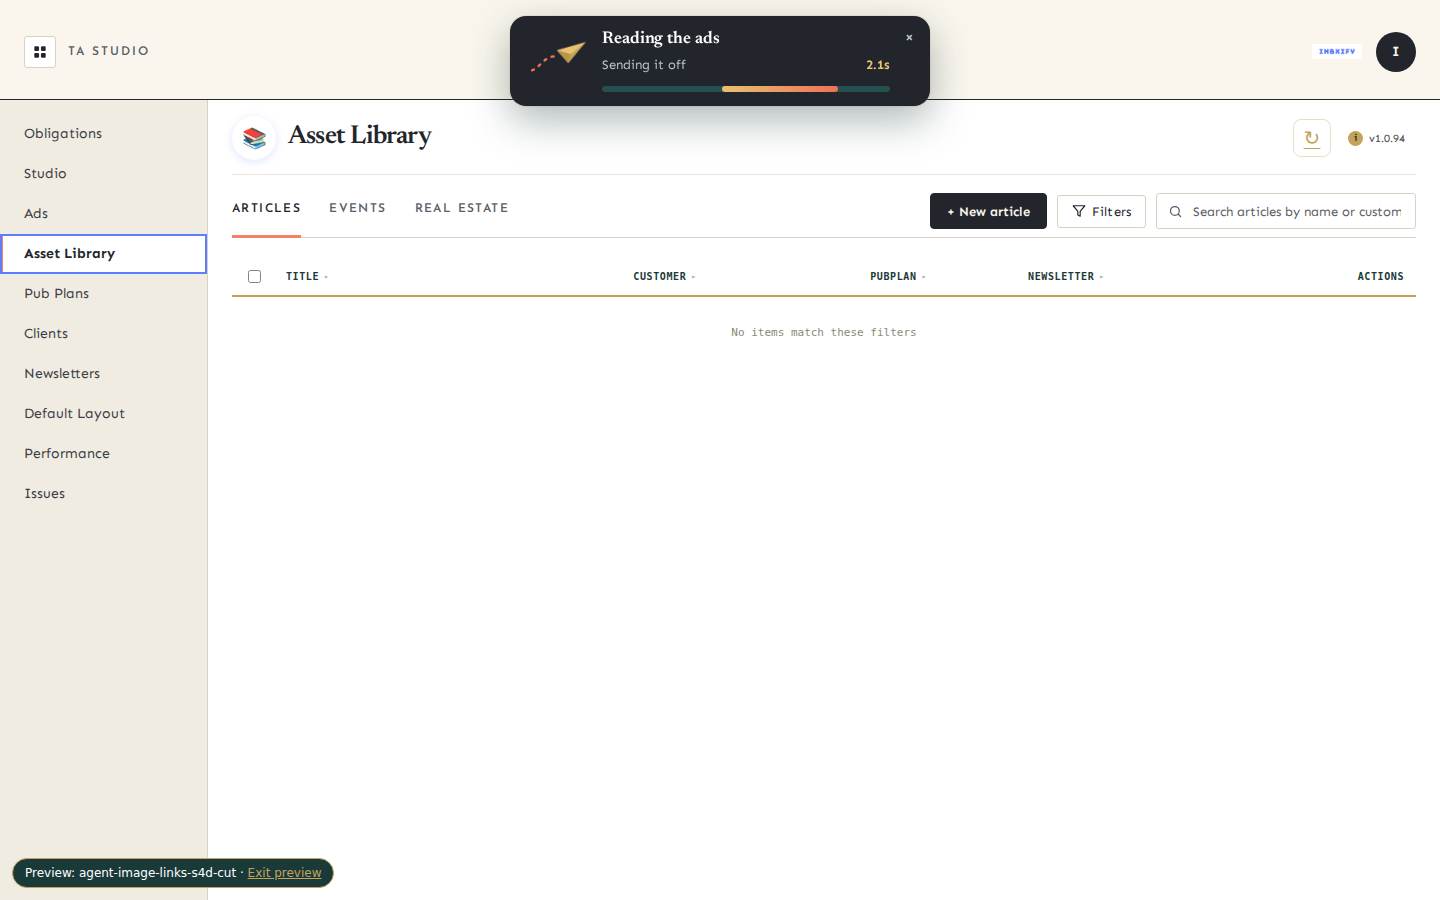 TA STUDIO
Reading the ads
×
Sending it off
2.1s
INBXIFY
I
Obligations
Studio
Ads
Asset Library
Pub Plans
Clients
Newsletters
Default Layout
Performance
Issues
Asset Library
↻
i v1.0.94
ARTICLES EVENTS REAL ESTATE
+ New article
Filters
Search articles by name or custom
TITLE CUSTOMER PUBPLAN NEWSLETTER ACTIONS
No items match these filters
Preview: agent-image-links-s4d-cut · Exit preview